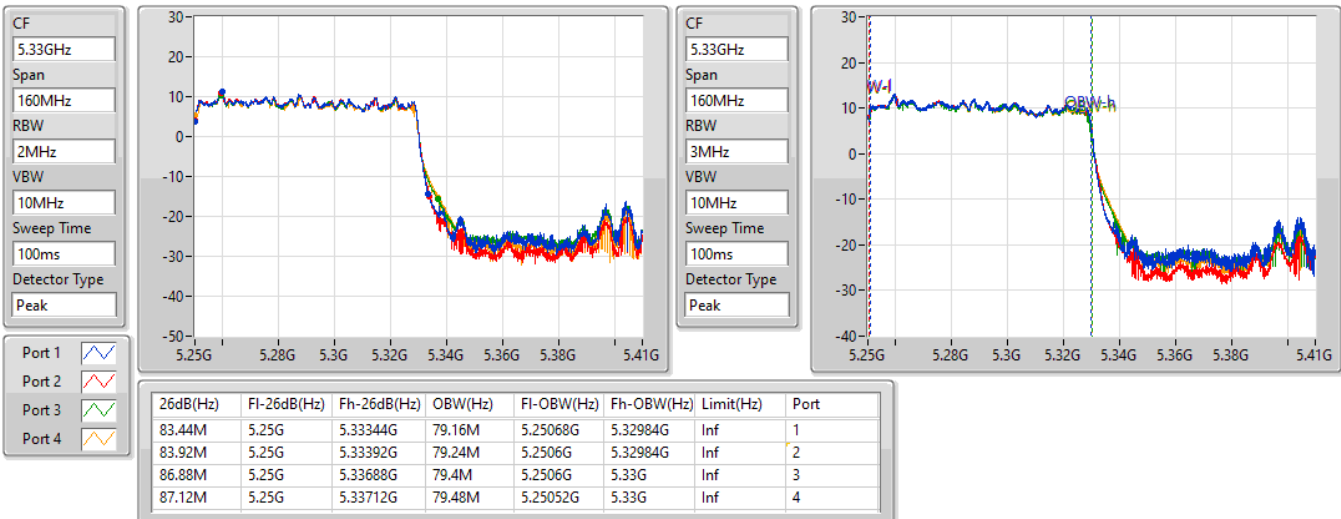 CF
5.33GHz
Span
160MHz
RBW
2MHz
VBW
10MHz
Sweep Time
100ms
Detector Type
Peak
30-
20-
10-
0-
-10-
-20-
-30-
-40-
-50-
5.25G 5.28G 5.3G 5.32G 5.34G 5.36G 5.38G 5.41G
CF
5.33GHz
Span
160MHz
RBW
3MHz
VBW
10MHz
Sweep Time
100ms
Detector Type
Peak
30-
20-
10-
0-
-10-
-20-
-30-
-40-
W-l
OBW-h
5.25G 5.28G 5.3G 5.32G 5.34G 5.36G 5.38G 5.41G
Port 1
Port 2
Port 3
Port 4
26dB(Hz) Fl-26dB(Hz) Fh-26dB(Hz) OBW(Hz) Fl-OBW(Hz) Fh-OBW(Hz) Limit(Hz) Port
83.44M 5.25G 5.33344G 79.16M 5.25068G 5.32984G Inf 1
83.92M 5.25G 5.33392G 79.24M 5.2506G 5.32984G Inf 2
86.88M 5.25G 5.33688G 79.4M 5.2506G 5.33G Inf 3
87.12M 5.25G 5.33712G 79.48M 5.25052G 5.33G Inf 4